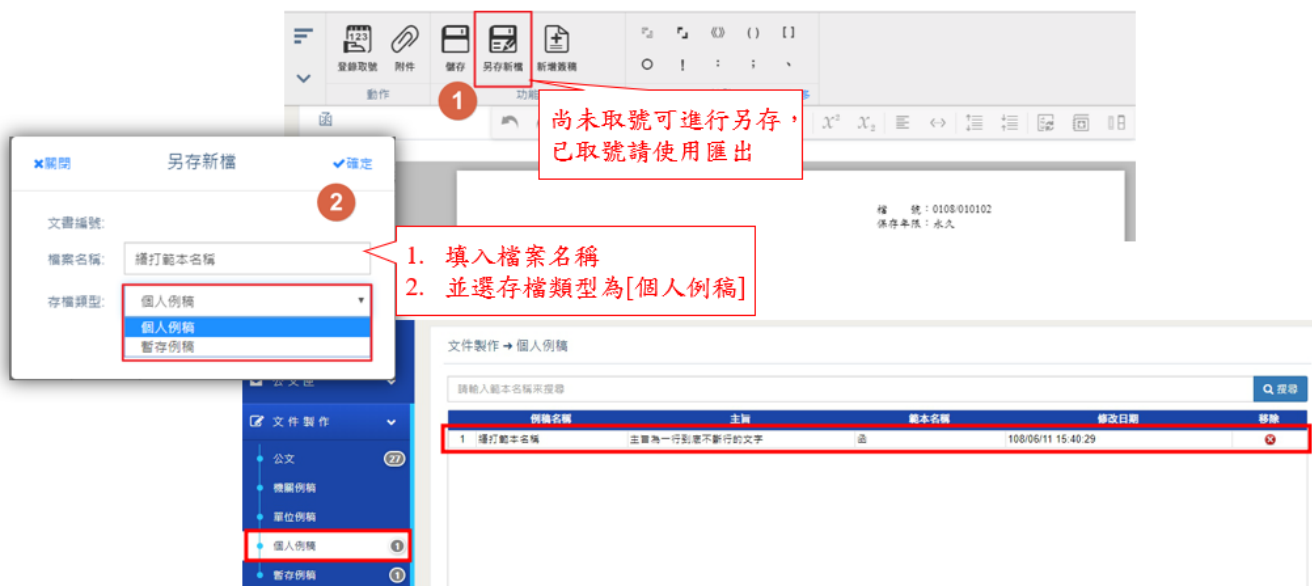 登錄取號 附件 儲存 另存新檔 新增簽稿
動作
1
功能
《》 () []
○ ! : ; 、
尚未取號可進行另存，
已取號請使用匯出
函
X² X₂
檔 號：0108/010102
保存年限：永久
×關閉 另存新檔 ✔確定
2
文書編號:
檔案名稱: 繕打範本名稱
存檔類型: 個人例稿
個人例稿
暫存例稿
1. 填入檔案名稱
2. 並選存檔類型為[個人例稿]
公文匣
文件製作
公文 27
機關例稿
單位例稿
個人例稿 1
暫存例稿 1
文件製作 → 個人例稿
請輸入範本名稱來搜尋 搜尋
例稿名稱 主旨 範本名稱 修改日期 移除
1 繕打範本名稱 主旨為一行到底不斷行的文字 函 108/06/11 15:40:29